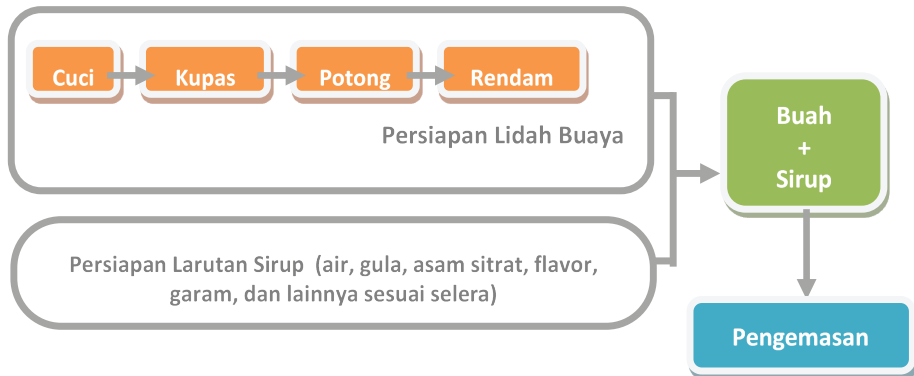 Cuci
Kupas
Potong
Rendam
Persiapan Lidah Buaya
Persiapan Larutan Sirup (air, gula, asam sitrat, flavor,
garam, dan lainnya sesuai selera)
Buah
+
Sirup
Pengemasan